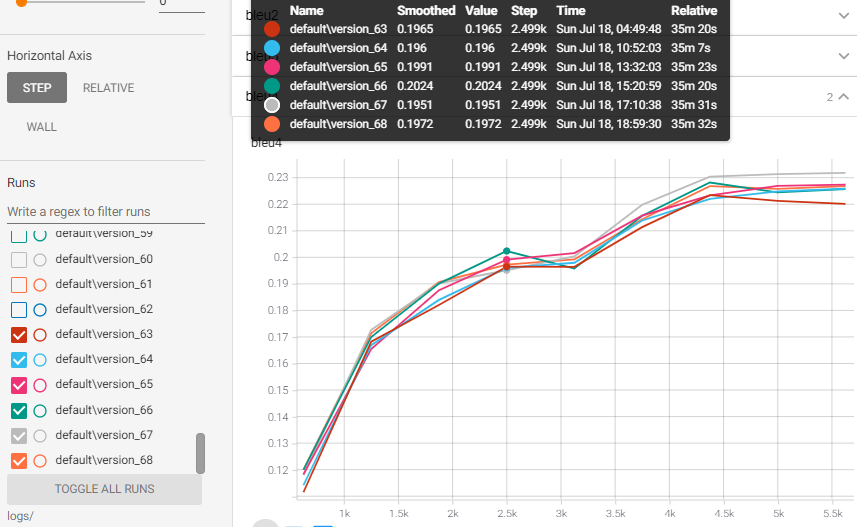 0
Horizontal Axis
STEP RELATIVE
WALL
Runs
Write a regex to filter runs
default\version_59
default\version_60
default\version_61
default\version_62
default\version_63
default\version_64
default\version_65
default\version_66
default\version_67
default\version_68
TOGGLE ALL RUNS
logs/
bleu2
Name Smoothed Value Step Time Relative
default\version_63 0.1965 0.1965 2.499k Sun Jul 18, 04:49:48 35m 20s
default\version_64 0.196 0.196 2.499k Sun Jul 18, 10:52:03 35m 7s
default\version_65 0.1991 0.1991 2.499k Sun Jul 18, 13:32:03 35m 23s
default\version_66 0.2024 0.2024 2.499k Sun Jul 18, 15:20:59 35m 20s
default\version_67 0.1951 0.1951 2.499k Sun Jul 18, 17:10:38 35m 31s
default\version_68 0.1972 0.1972 2.499k Sun Jul 18, 18:59:30 35m 32s
2
bleu4
0.23
0.22
0.21
0.2
0.19
0.18
0.17
0.16
0.15
0.14
0.13
0.12
1k 1.5k 2k 2.5k 3k 3.5k 4k 4.5k 5k 5.5k